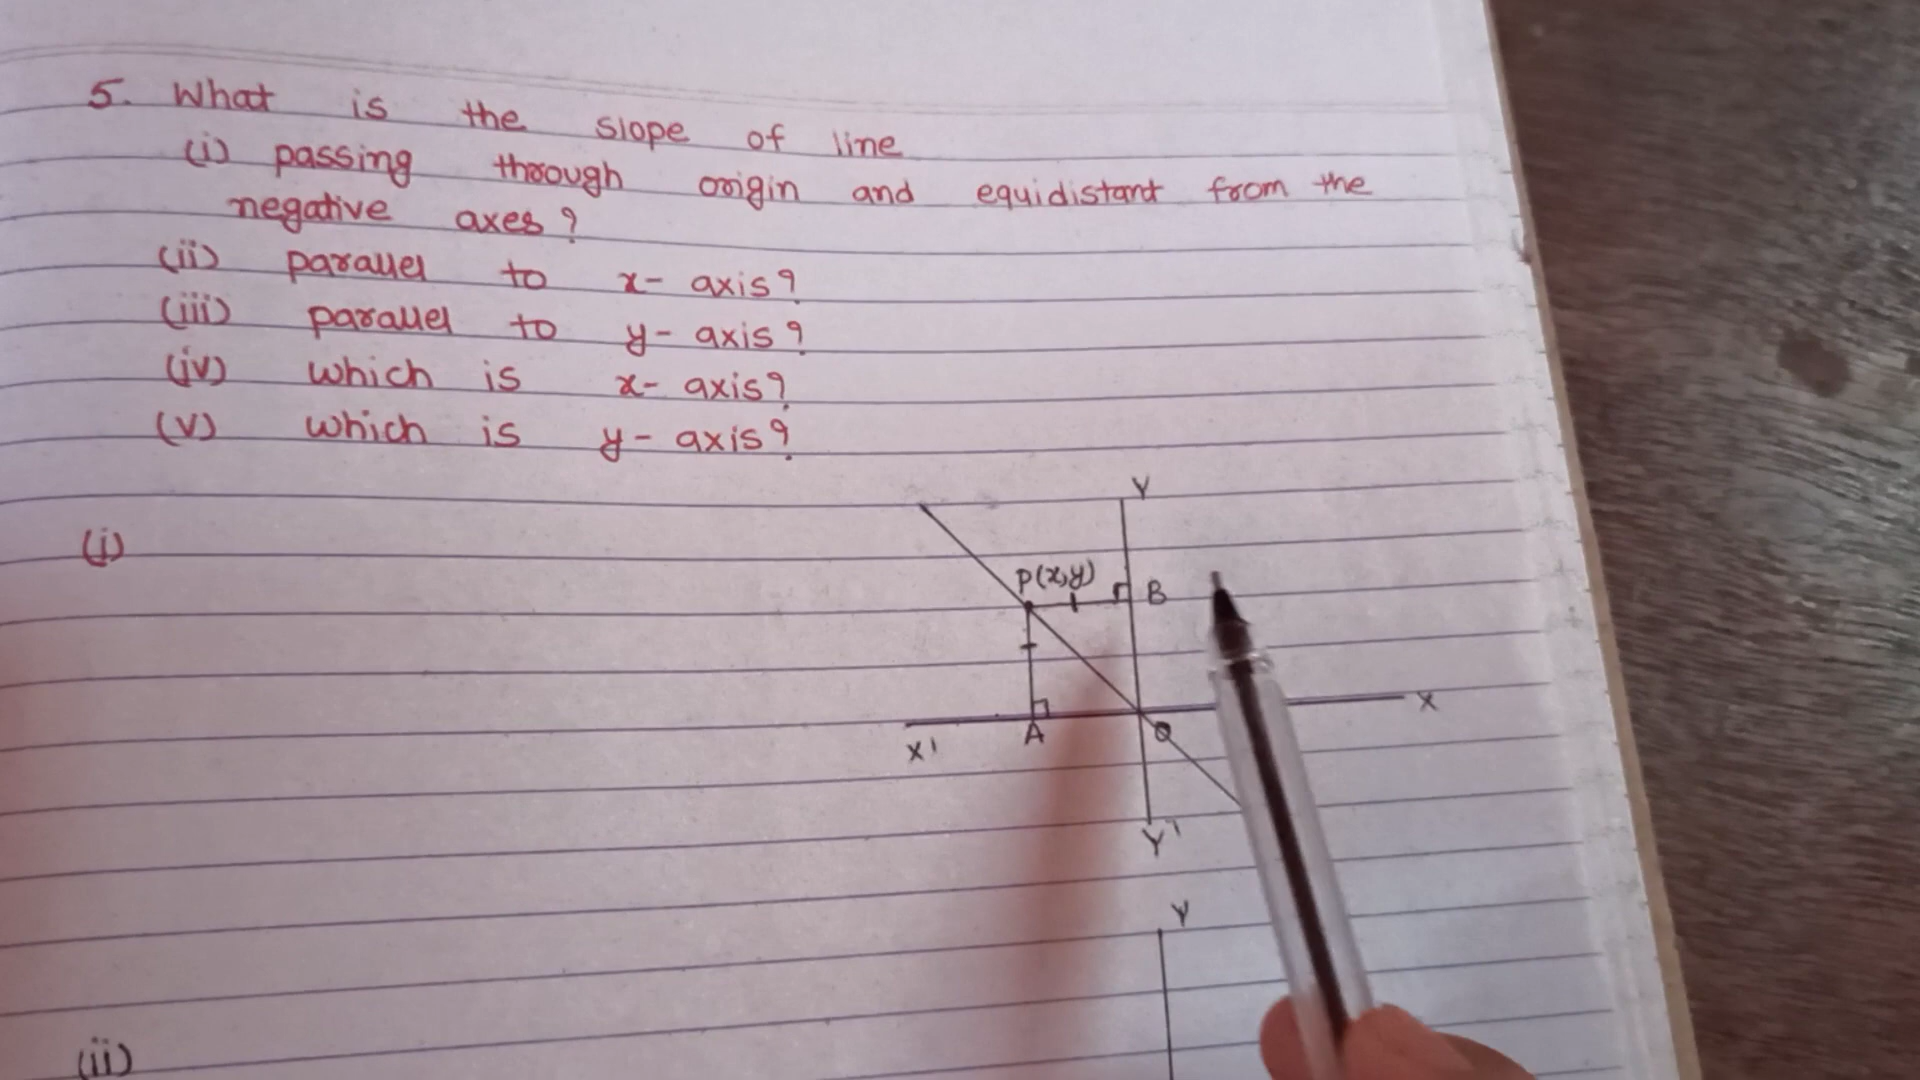 5. What is the slope of line
(i) passing through origin and equidistant from the
negative axes?
(ii) parallel to x- axis?
(iii) parallel to y- axis?
(iv) which is x- axis?
(v) which is y- axis?
(i)
Y
P(x,y)
B
X
X'
A
O
Y'
Y
(ii)